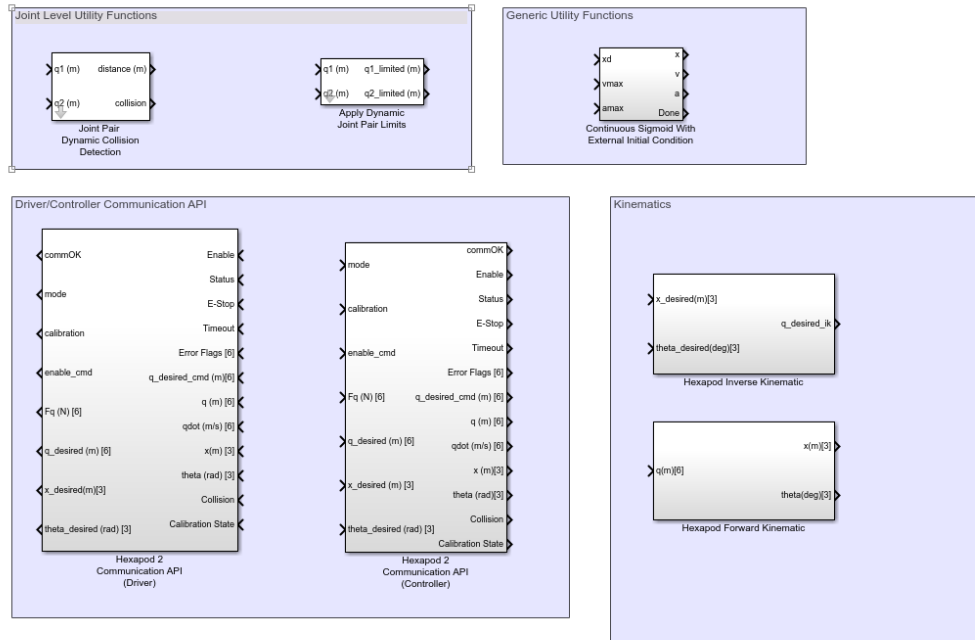 Joint Level Utility Functions
q1 (m)
distance (m)
q2 (m)
collision
Joint Pair
Dynamic Collision
Detection
q1 (m)
q1_limited (m)
q2 (m)
q2_limited (m)
Apply Dynamic
Joint Pair Limits
Generic Utility Functions
xd
vmax
amax
x
v
a
Done
Continuous Sigmoid With
External Initial Condition
Driver/Controller Communication API
commOK
mode
calibration
enable_cmd
Fq (N) [6]
q_desired (m) [6]
x_desired(m)[3]
theta_desired (rad) [3]
Enable
Status
E-Stop
Timeout
Error Flags [6]
q_desired_cmd (m)[6]
q (m) [6]
qdot (m/s) [6]
x(m) [3]
theta (rad) [3]
Collision
Calibration State
Hexapod 2
Communication API
(Driver)
mode
calibration
enable_cmd
Fq (N) [6]
q_desired (m) [6]
x_desired (m) [3]
theta_desired (rad) [3]
commOK
Enable
Status
E-Stop
Timeout
Error Flags [6]
q_desired_cmd (m) [6]
q (m) [6]
qdot (m/s) [6]
x (m)[3]
theta (rad)[3]
Collision
Calibration State
Hexapod 2
Communication API
(Controller)
Kinematics
x_desired(m)[3]
theta_desired(deg)[3]
q_desired_ik
Hexapod Inverse Kinematic
q(m)[6]
x(m)[3]
theta(deg)[3]
Hexapod Forward Kinematic